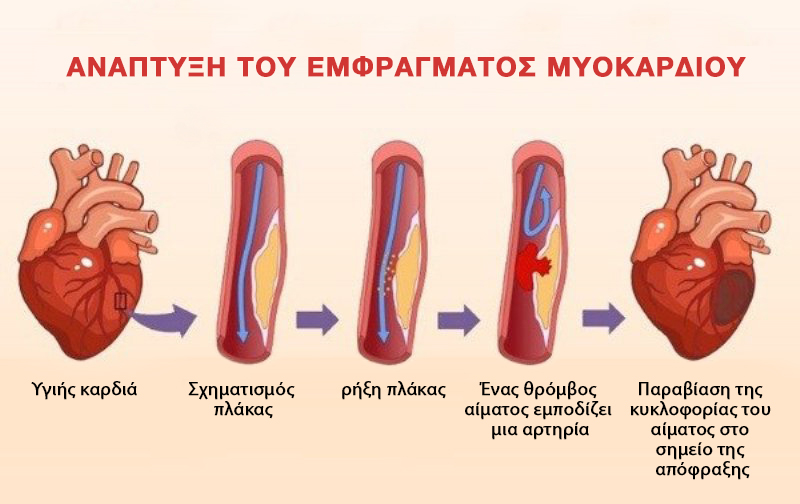 ΑΝΑΠΤΥΞΗ ΤΟΥ ΕΜΦΡΑΓΜΑΤΟΣ ΜΥΟΚΑΡΔΙΟΥ
Υγιής καρδιά
Σχηματισμός
πλάκας
ρήξη πλάκας
Ένας θρόμβος
αίματος εμποδίζει
μια αρτηρία
Παραβίαση της
κυκλοφορίας του
αίματος στο
σημείο της
απόφραξης